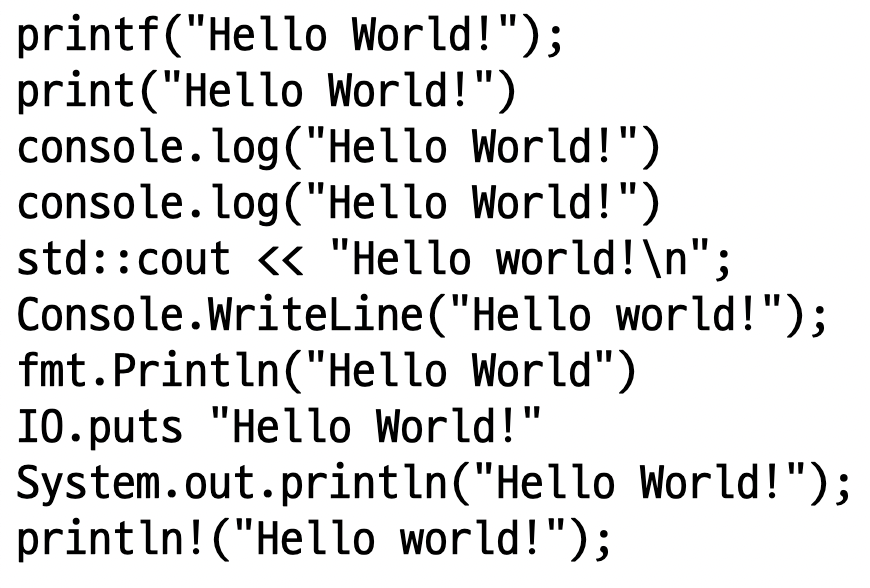 printf("Hello World!");
print("Hello World!")
console.log("Hello World!")
console.log("Hello World!")
std::cout << "Hello world!\n";
Console.WriteLine("Hello world!");
fmt.Println("Hello World")
IO.puts "Hello World!"
System.out.println("Hello World!");
println!("Hello world!");